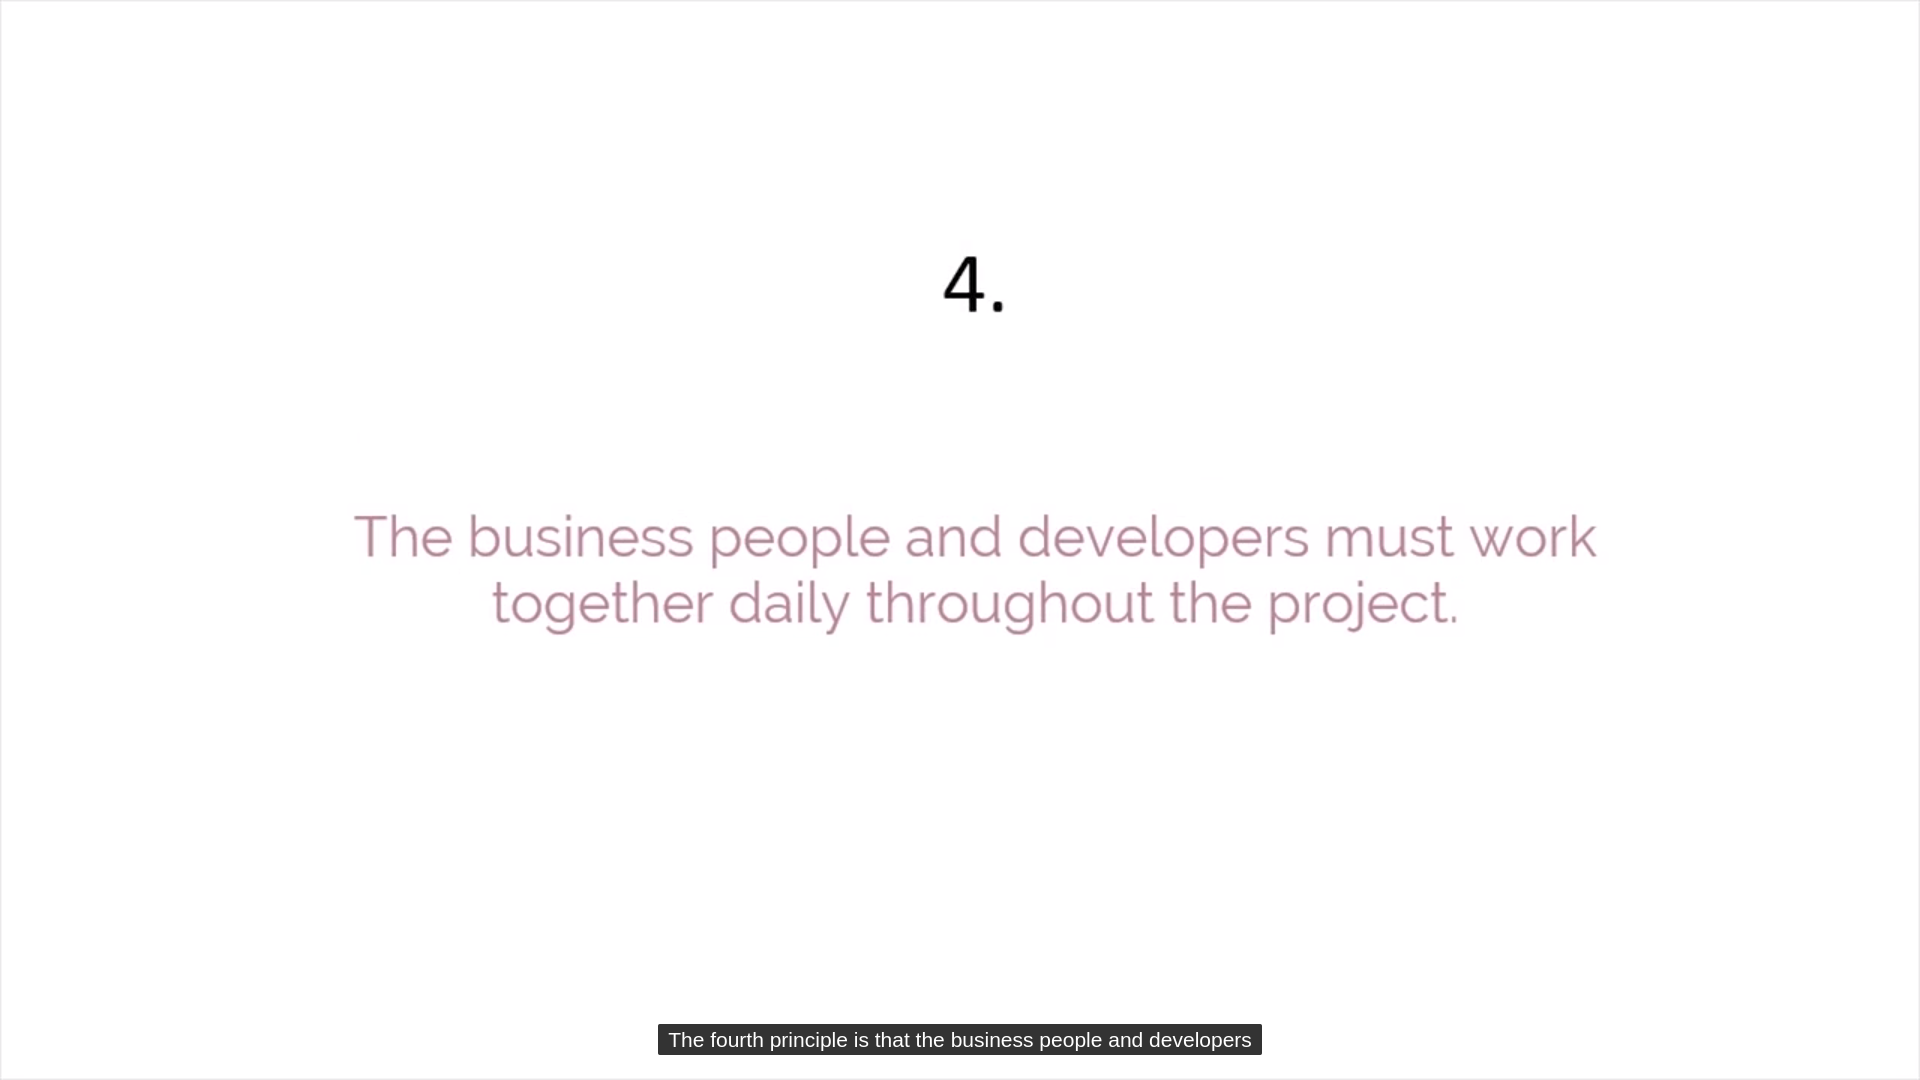 4.
The business people and developers must work
together daily throughout the project.
The fourth principle is that the business people and developers